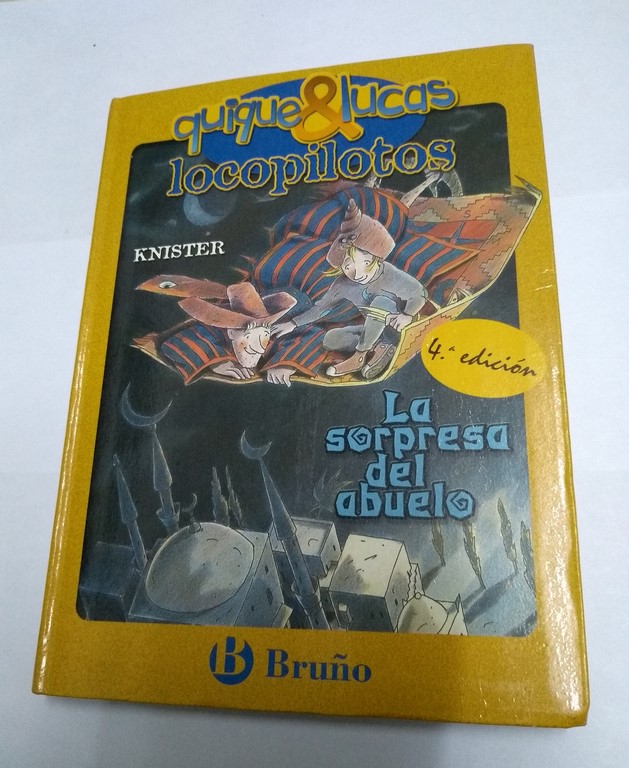 quique&lucas
locopilotos
KNISTER
4.ª edición
La
sorpresa
del
abuelo
B Bruño